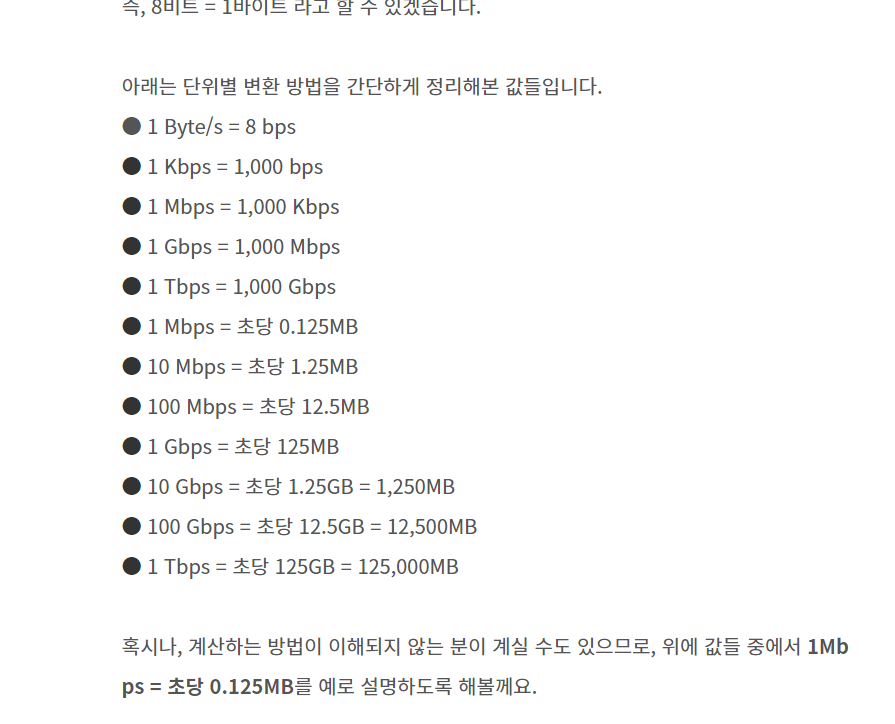 즉, 8비트 = 1바이트 라고 할 수 있겠습니다.
아래는 단위별 변환 방법을 간단하게 정리해본 값들입니다.
● 1 Byte/s = 8 bps
● 1 Kbps = 1,000 bps
● 1 Mbps = 1,000 Kbps
● 1 Gbps = 1,000 Mbps
● 1 Tbps = 1,000 Gbps
● 1 Mbps = 초당 0.125MB
● 10 Mbps = 초당 1.25MB
● 100 Mbps = 초당 12.5MB
● 1 Gbps = 초당 125MB
● 10 Gbps = 초당 1.25GB = 1,250MB
● 100 Gbps = 초당 12.5GB = 12,500MB
● 1 Tbps = 초당 125GB = 125,000MB
혹시나, 계산하는 방법이 이해되지 않는 분이 계실 수도 있으므로, 위에 값들 중에서 1Mb
ps = 초당 0.125MB를 예로 설명하도록 해볼께요.